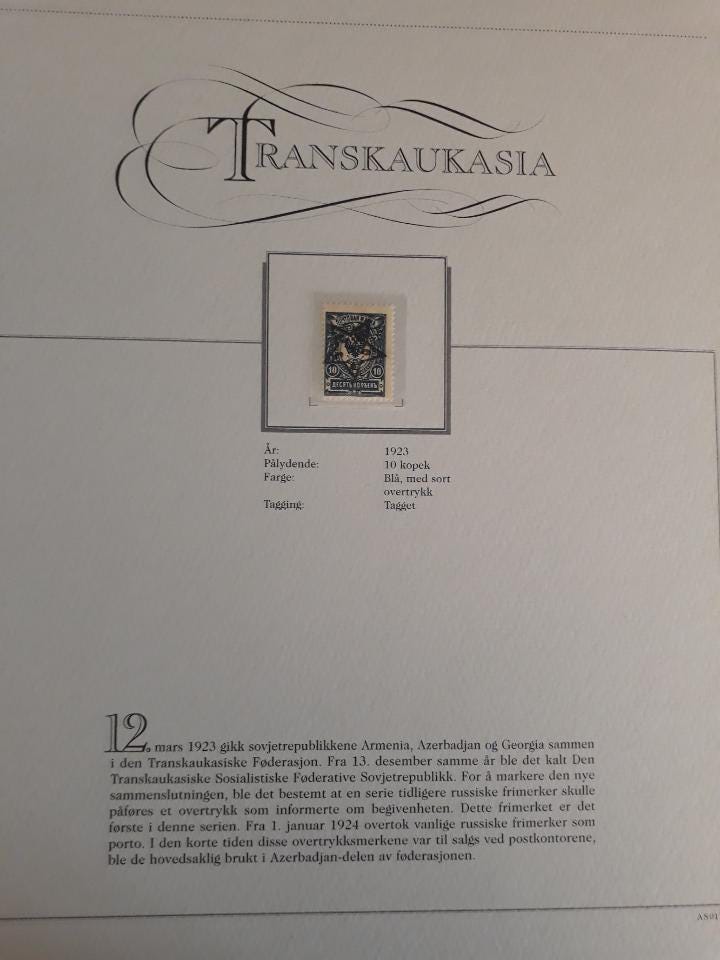 TRANSKAUKASIA
10 10
ДЕСЯТЬ КОПѢЕКЪ
År: 1923
Pålydende: 10 kopek
Farge: Blå, med sort
overtrykk
Tagging: Tagget
12. mars 1923 gikk sovjetrepublikkene Armenia, Azerbadjan og Georgia sammen
i den Transkaukasiske Føderasjon. Fra 13. desember samme år ble det kalt Den
Transkaukasiske Sosialistiske Føderative Sovjetrepublikk. For å markere den nye
sammenslutningen, ble det bestemt at en serie tidligere russiske frimerker skulle
påføres et overtrykk som informerte om begivenheten. Dette frimerket er det
første i denne serien. Fra 1. januar 1924 overtok vanlige russiske frimerker som
porto. I den korte tiden disse overtrykksmerkene var til salgs ved postkontorene,
ble de hovedsaklig brukt i Azerbadjan-delen av føderasjonen.